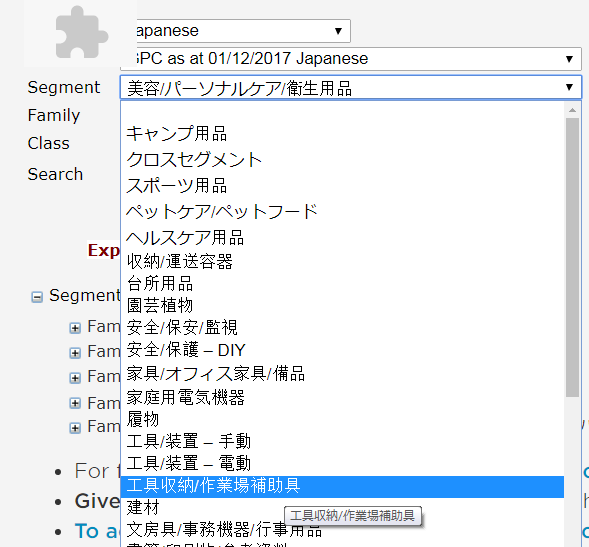 apanese
GPC as at 01/12/2017 Japanese
Segment 美容/パーソナルケア/衛生用品
Family
キャンプ用品
Class
クロスセグメント
Search
スポーツ用品
ペットケア/ペットフード
ヘルスケア用品
Exp
収納/運送容器
台所用品
Segment
園芸植物
Fam
安全/保安/監視
Fam
安全/保護 – DIY
Fam
家具/オフィス家具/備品
Fam
家庭用電気機器
Fam
履物
工具/装置 – 手動
For
工具/装置 – 電動
工具収納/作業場補助具
Give
建材
工具収納/作業場補助具
To a
文房具/事務機器/行事用品